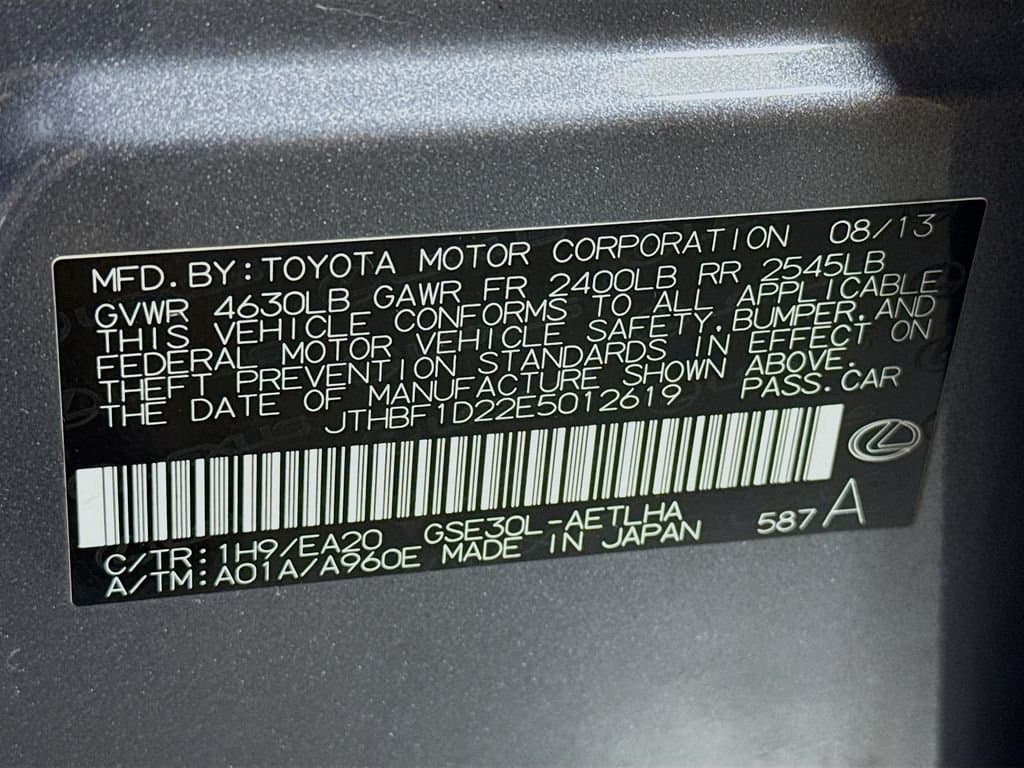 MFD. BY: TOYOTA MOTOR CORPORATION 08/13
GVWR 4630LB GAWR FR 2400LB RR 2545LB
THIS VEHICLE CONFORMS TO ALL APPLICABLE
FEDERAL MOTOR VEHICLE SAFETY, BUMPER, AND
THEFT PREVENTION STANDARDS IN EFFECT ON
THE DATE OF MANUFACTURE SHOWN ABOVE.
JTHBF1D22E5012619 PASS. CAR
C/TR: 1H9/EA20 GSE30L-AETLHA 587 A
A/TM: A01A/A960E MADE IN JAPAN